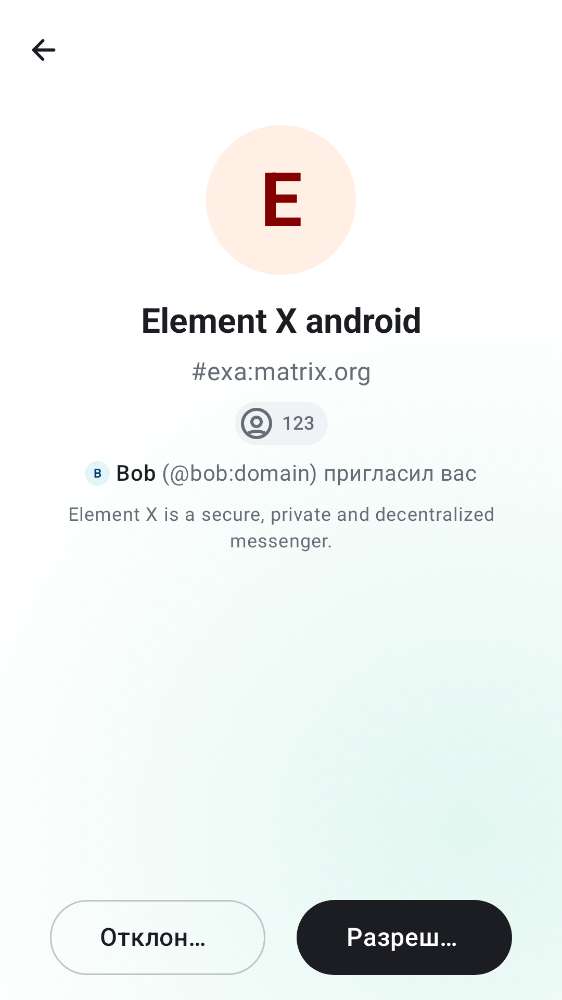 E
Element X android
#exa:matrix.org
123
B Bob (@bob:domain) пригласил вас
Element X is a secure, private and decentralized
messenger.
Отклон…
Разреш…